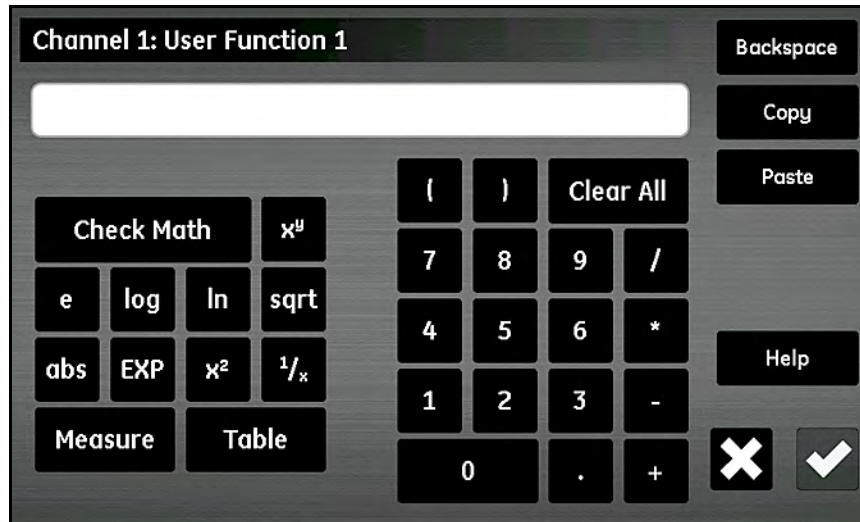 Channel 1: User Function 1
Backspace
Copy
Paste
( ) Clear All
Check Math xʸ
7 8 9 /
e log ln sqrt
4 5 6 *
Help
abs EXP x² ¹/ₓ
1 2 3 -
Measure Table
0 . +